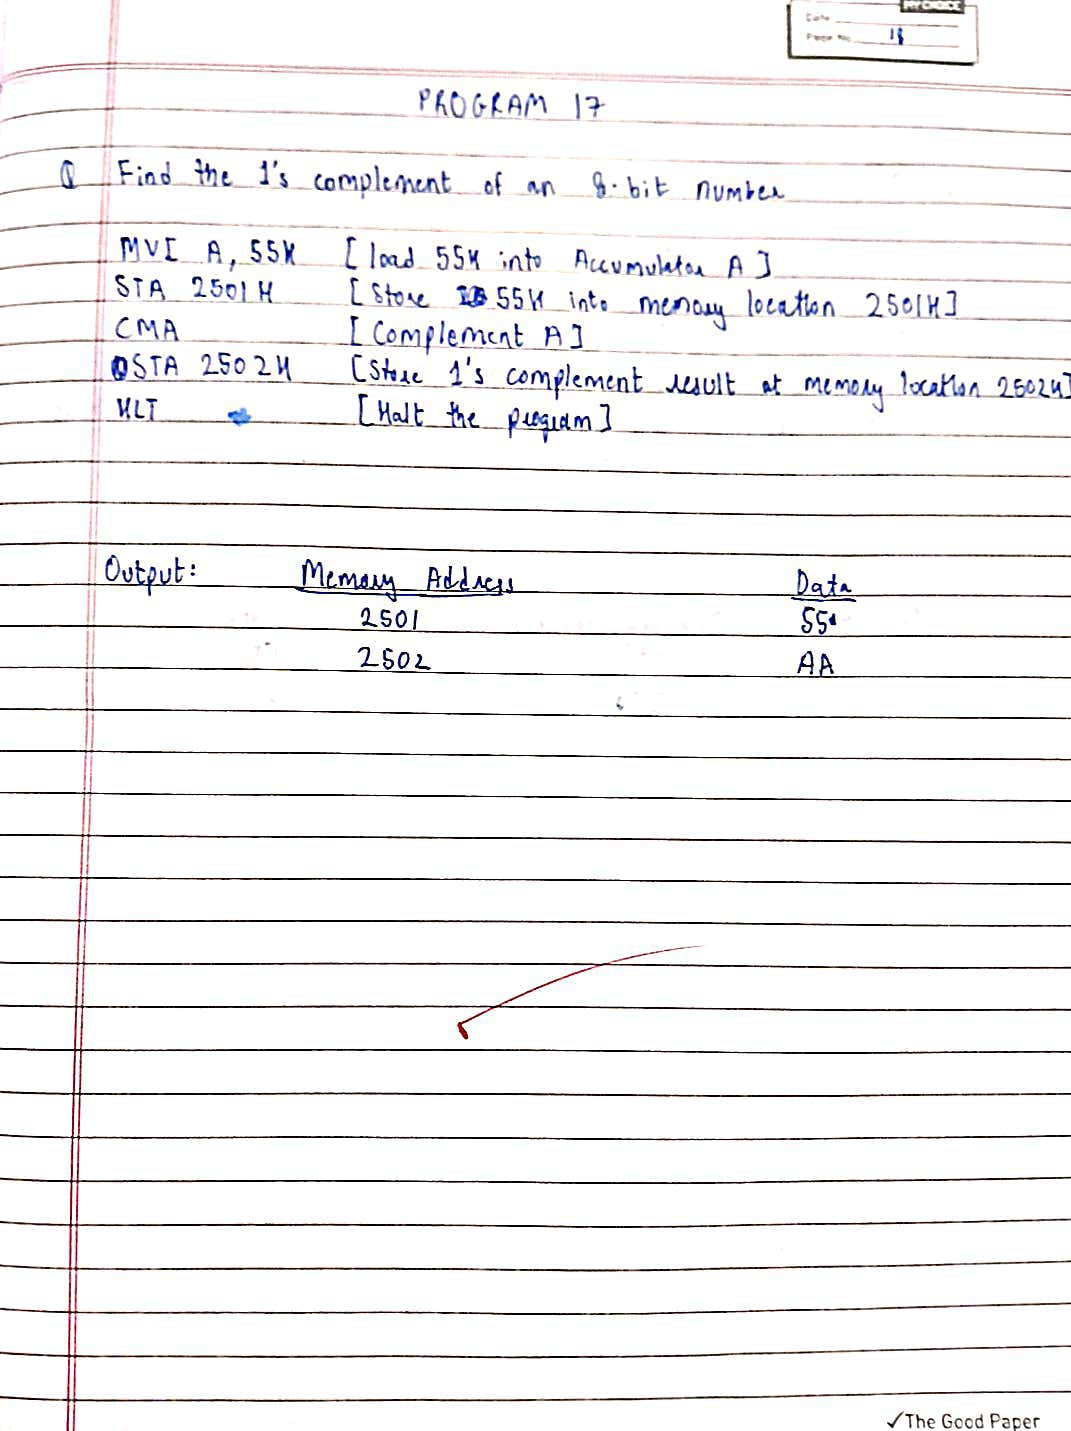 MY CHOICE
Date
Page No. 18
PROGRAM 17
Q Find the 1's complement of an 8-bit number
MVI A, 55H [load 55H into Accumulator A]
STA 2501H [Store 55H into memory location 2501H]
CMA [Complement A]
STA 2502H [Store 1's complement result at memory location 2502H]
HLT [Halt the program]
Output: Memory Address Data
2501 55
2502 AA
✓The Good Paper